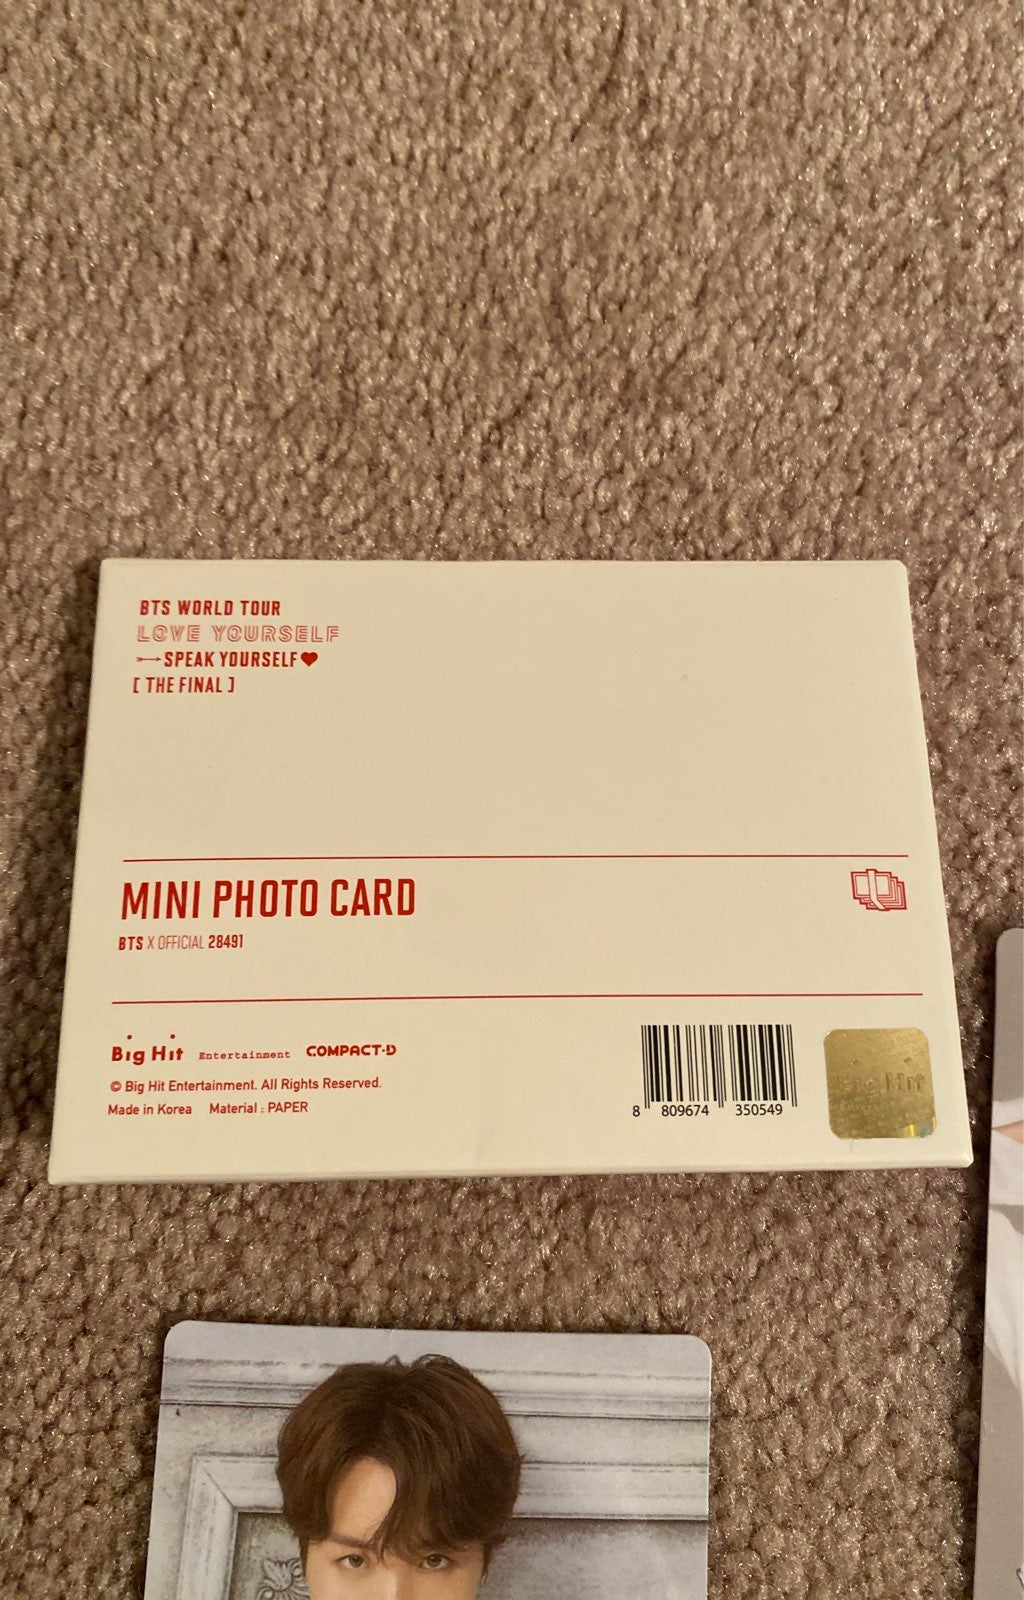 BTS WORLD TOUR
LOVE YOURSELF
SPEAK YOURSELF
[ THE FINAL ]
MINI PHOTO CARD
BTS X OFFICIAL 28491
Big Hit Entertainment COMPACT·D
© Big Hit Entertainment. All Rights Reserved.
Made in Korea Material : PAPER
8 809674 350549
Big Hit
Entertainment